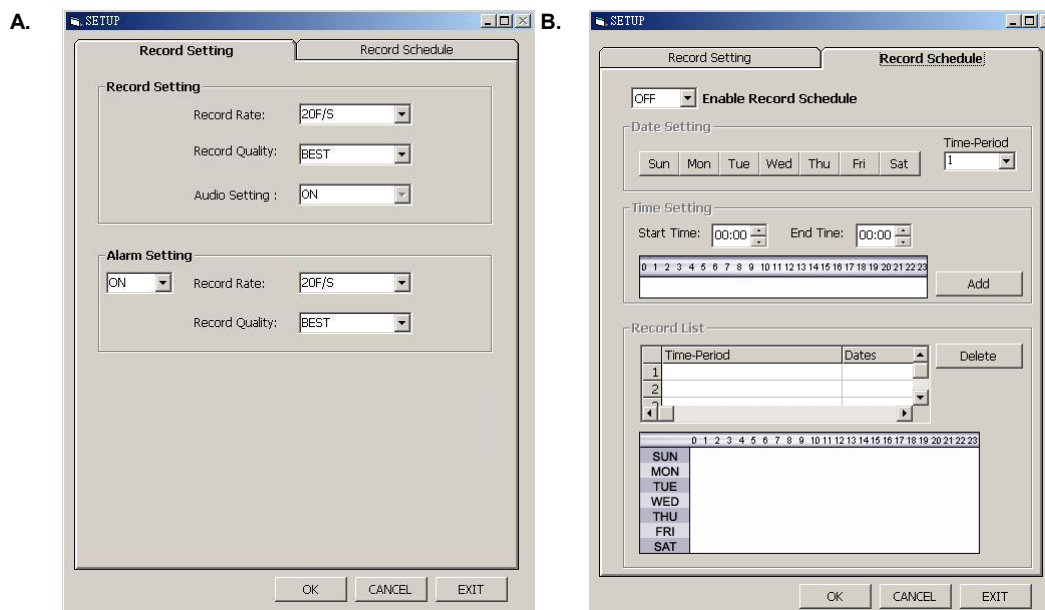 A.
SETUP
Record Setting
Record Schedule
Record Setting
Record Rate:
20F/S
Record Quality:
BEST
Audio Setting :
ON
Alarm Setting
ON
Record Rate:
20F/S
Record Quality:
BEST
OK
CANCEL
EXIT
B.
SETUP
Record Setting
Record Schedule
OFF
Enable Record Schedule
Date Setting
Time-Period
Sun Mon Tue Wed Thu Fri Sat
1
Time Setting
Start Time: 00:00 End Tine: 00:00
0 1 2 3 4 5 6 7 8 9 10 11 12 13 14 15 16 17 18 19 20 21 22 23
Add
Record List
Time-Period Dates
Delete
1
2
0 1 2 3 4 5 6 7 8 9 10 11 12 13 14 15 16 17 18 19 20 21 22 23
SUN
MON
TUE
WED
THU
FRI
SAT
OK
CANCEL
EXIT